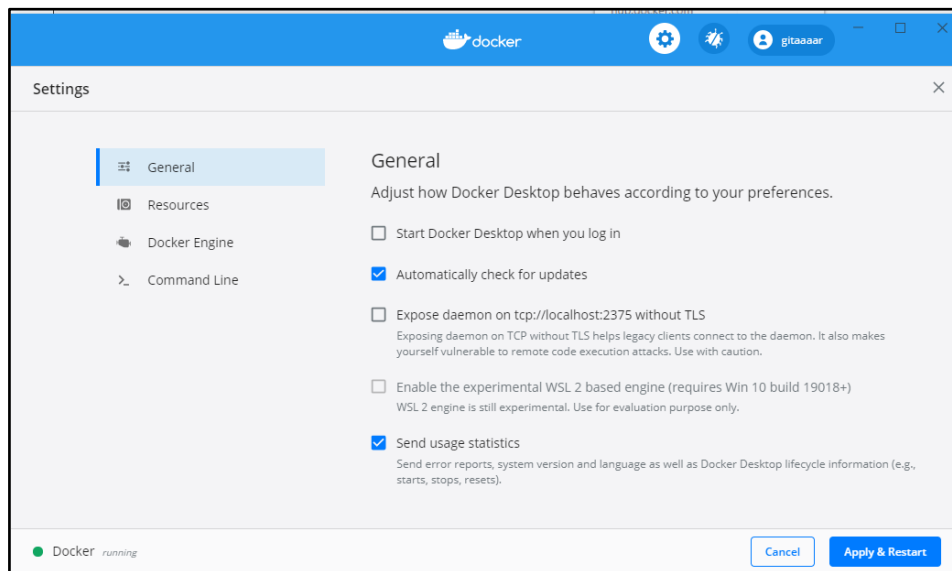 docker
gitaaaar
Settings
General
Resources
Docker Engine
Command Line
General
Adjust how Docker Desktop behaves according to your preferences.
Start Docker Desktop when you log in
Automatically check for updates
Expose daemon on tcp://localhost:2375 without TLS
Exposing daemon on TCP without TLS helps legacy clients connect to the daemon. It also makes
yourself vulnerable to remote code execution attacks. Use with caution.
Enable the experimental WSL 2 based engine (requires Win 10 build 19018+)
WSL 2 engine is still experimental. Use for evaluation purpose only.
Send usage statistics
Send error reports, system version and language as well as Docker Desktop lifecycle information (e.g.,
starts, stops, resets).
Docker running
Cancel
Apply & Restart